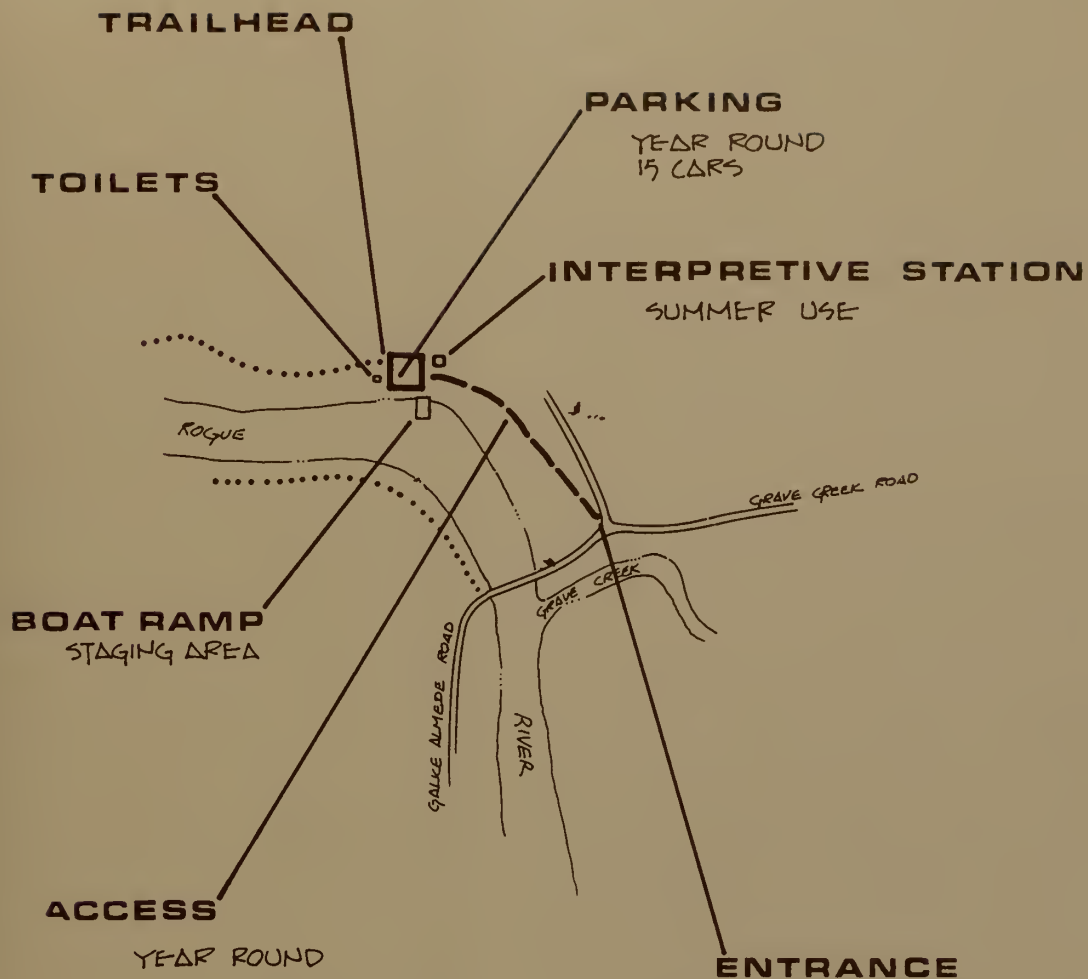 TRAILHEAD
PARKING
YEAR ROUND
15 CARS
TOILETS
INTERPRETIVE STATION
SUMMER USE
ROGUE
GRAVE CREEK ROAD
GRAVE CREEK
BOAT RAMP
STAGING AREA
GALICE ALMEDE ROAD
RIVER
ACCESS
YEAR ROUND
ENTRANCE